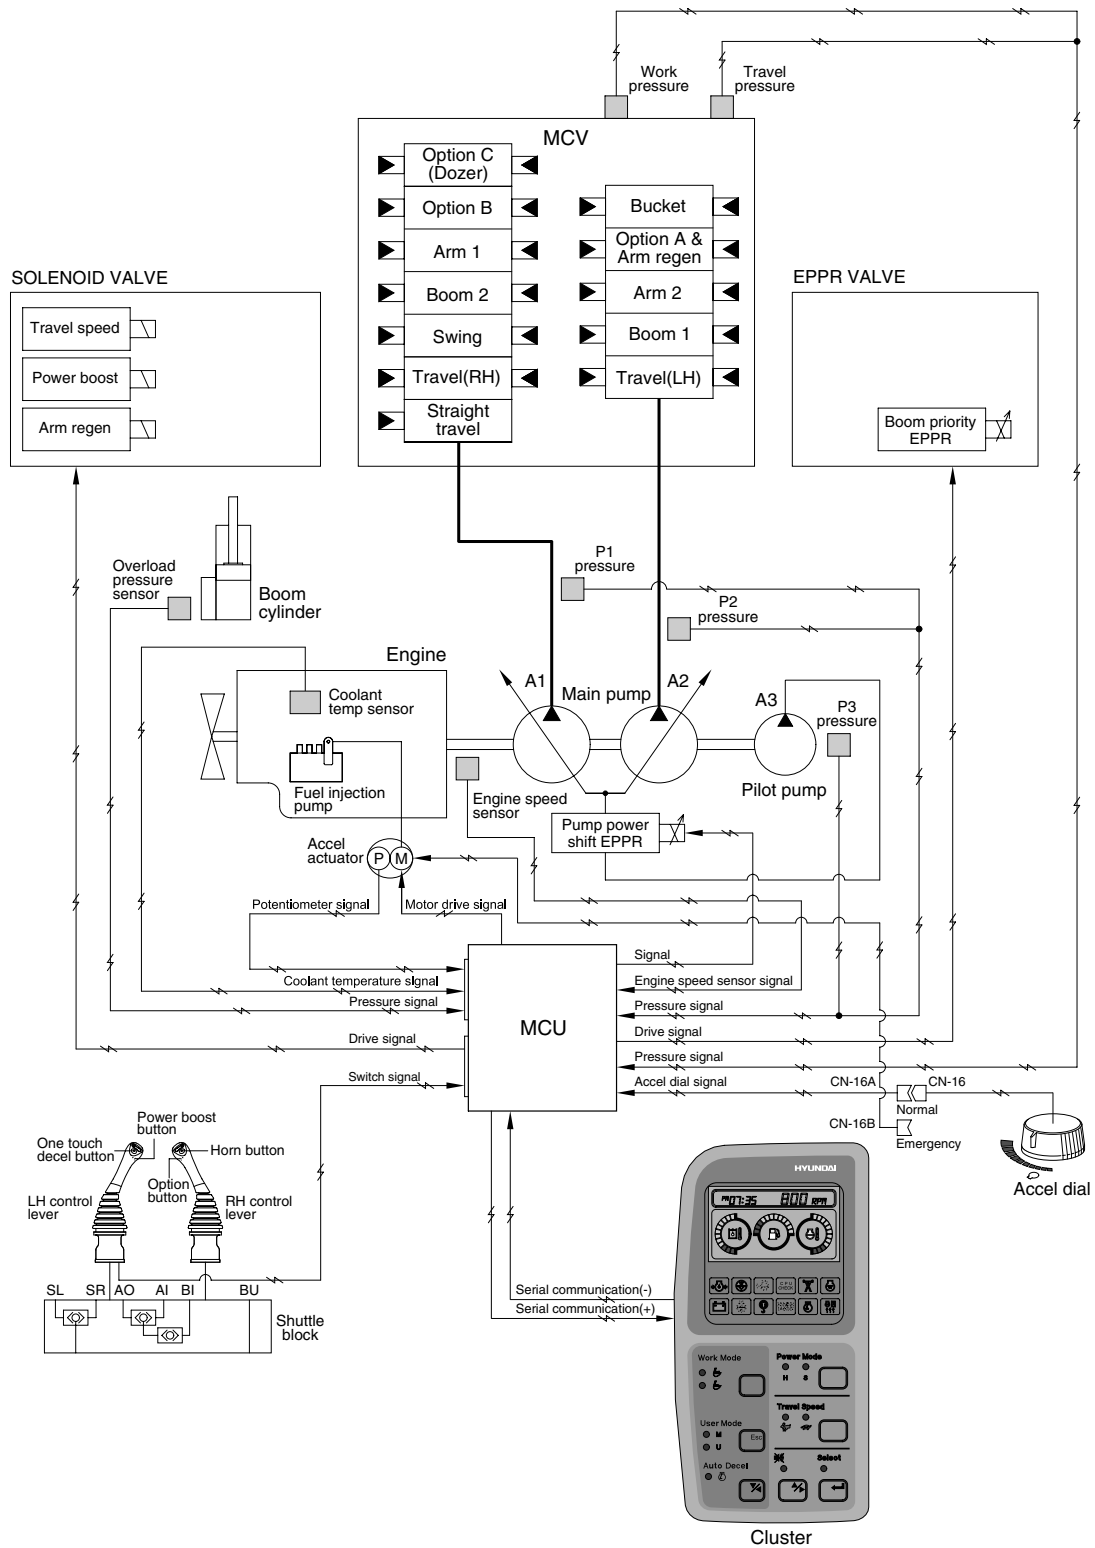 Work
pressure
Travel
pressure
MCV
Option C
(Dozer)
Option B
Arm 1
Boom 2
Swing
Travel(RH)
Straight
travel
Bucket
Option A &
Arm regen
Arm 2
Boom 1
Travel(LH)
SOLENOID VALVE
Travel speed
Power boost
Arm regen
EPPR VALVE
Boom priority
EPPR
Overload
pressure
sensor
Boom
cylinder
P1
pressure
P2
pressure
Engine
Coolant
temp sensor
A1
Main pump
A2
A3
P3
pressure
Fuel injection
pump
Engine speed
sensor
Pilot pump
Pump power
shift EPPR
Accel
actuator
P
M
Potentiometer signal
Motor drive signal
Signal
Coolant temperature signal
Engine speed sensor signal
Pressure signal
Pressure signal
MCU
Drive signal
Drive signal
Pressure signal
Switch signal
Accel dial signal
CN-16A
CN-16
Normal
CN-16B
Emergency
Accel dial
Power boost
button
One touch
decel button
Horn button
Option
button
LH control
lever
RH control
lever
SL
SR
AO
AI
BI
BU
Shuttle
block
Serial communication(-)
Serial communication(+)
HYUNDAI
PM07:35
800 RPM
CPU
CHECK
Work Mode
Power Mode
H
S
User Mode
M
U
Esc
Travel Speed
Auto Decel
Select
Cluster